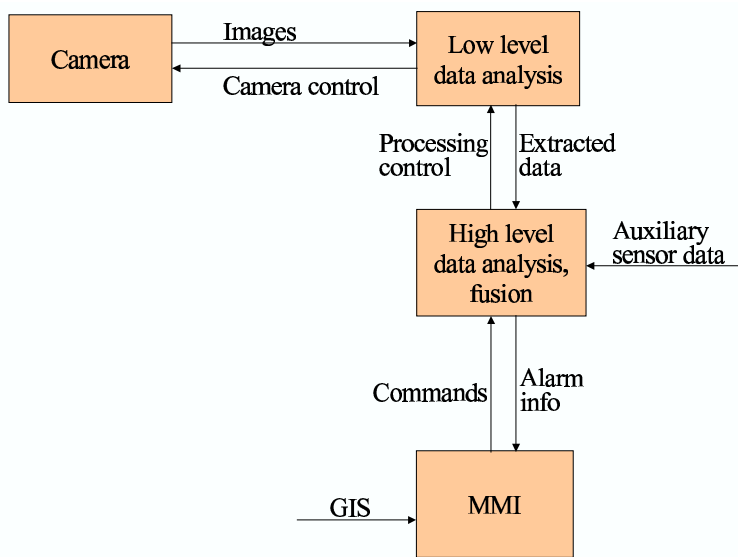 Camera
Images
Camera control
Low level
data analysis
Processing
control
Extracted
data
High level
data analysis,
fusion
Auxiliary
sensor data
Commands
Alarm
info
GIS
MMI